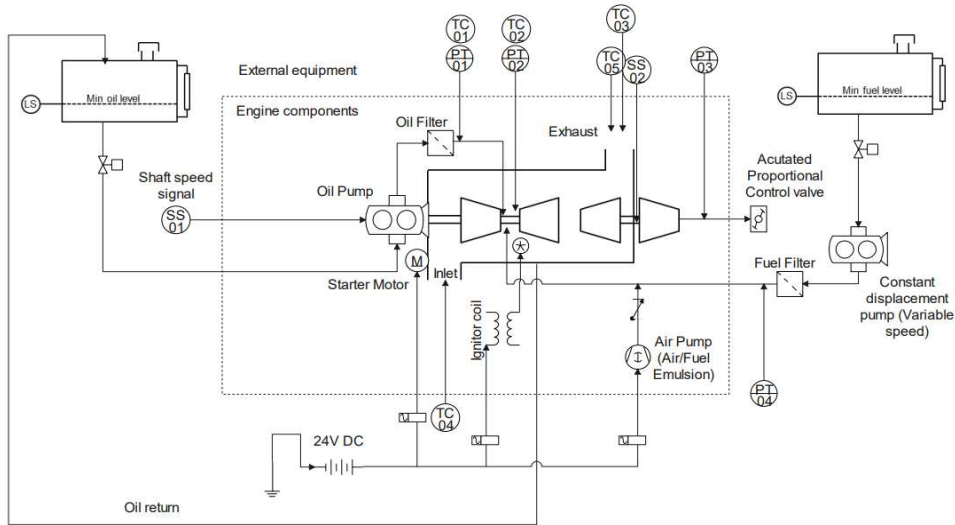 TC
01
TC
02
TC
03
PT
01
PT
02
TC
05
SS
02
PT
03
External equipment
Min oil level
LS
Min fuel level
LS
Engine components
Oil Filter
Exhaust
Acutated
Proportional
Control valve
Shaft speed
signal
SS
01
Oil Pump
M
Inlet
Starter Motor
Fuel Filter
Constant
displacement
pump (Variable
speed)
Ignitor coil
Air Pump
(Air/Fuel
Emulsion)
PT
04
TC
04
24V DC
Oil return